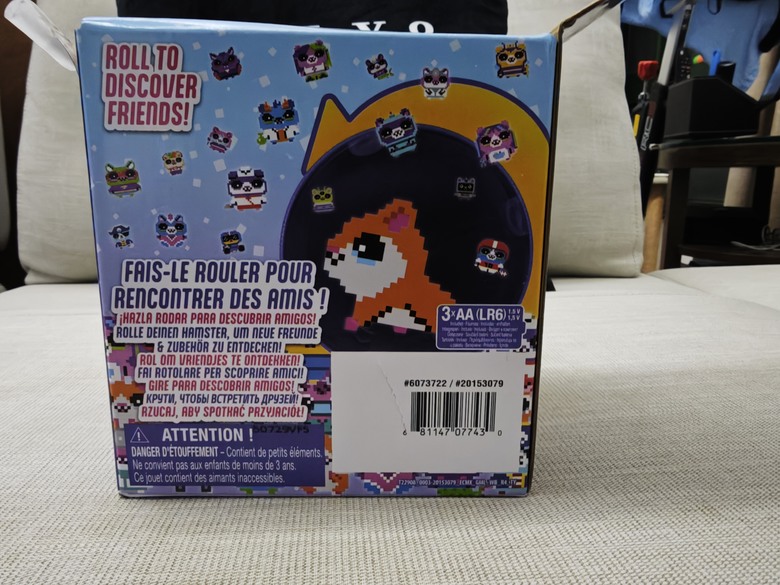 ROLL TO
DISCOVER
FRIENDS!
FAIS-LE ROULER POUR
RENCONTRER DES AMIS !
¡HAZLA RODAR PARA DESCUBRIR AMIGOS!
ROLLE DEINEN HAMSTER, UM NEUE FREUNDE
& ZUBEHÖR ZU ENTDECKEN!
ROL OM VRIENDJES TE ONTDEKKEN!
FAI ROTOLARE PER SCOPRIRE AMICI!
GIRE PARA DESCOBRIR AMIGOS!
КРУТИ, ЧТОБЫ ВСТРЕТИТЬ ДРУЗЕЙ!
RZUCAJ, ABY SPOTKAĆ PRZYJACIÓŁ!
ATTENTION !
DANGER D'ÉTOUFFEMENT – Contient de petits éléments.
Ne convient pas aux enfants de moins de 3 ans.
Ce jouet contient des aimants inaccessibles.
3×AA (LR6) 1.5 V
1,5 V
#6073722 / #20153079
6 81147 07743 0